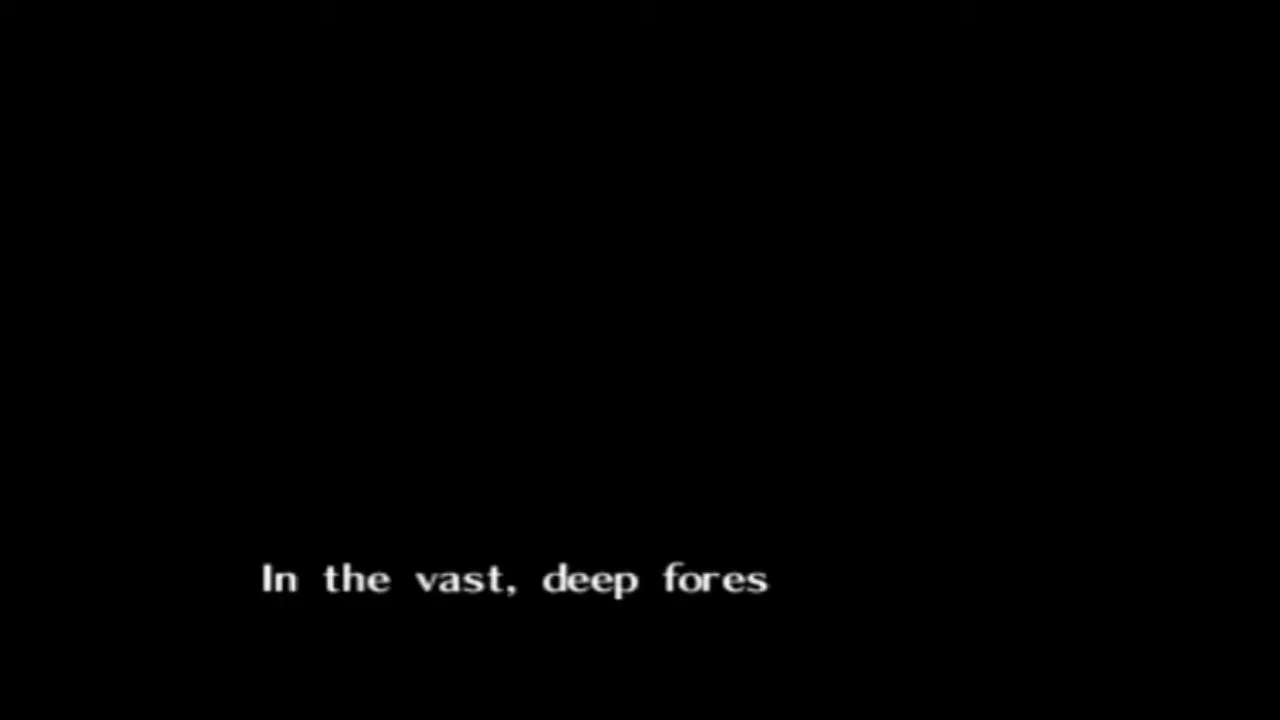 In the vast, deep fores